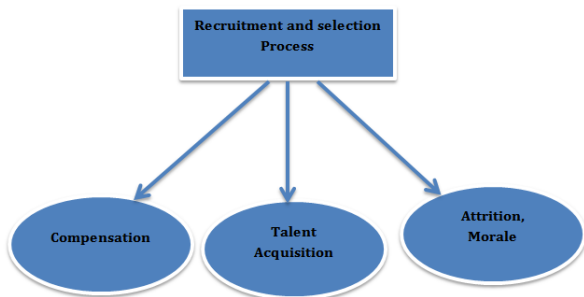 Recruitment and selection
Process
Compensation
Talent
Acquisition
Attrition,
Morale